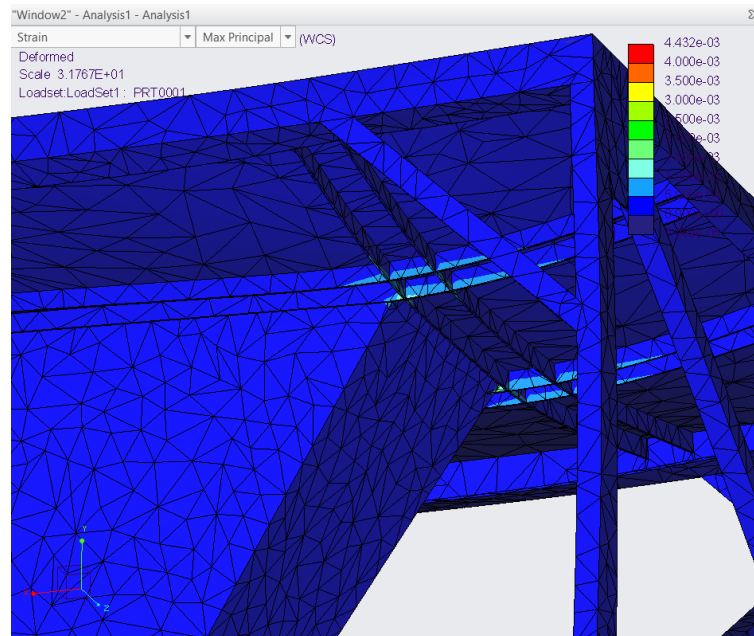 "Window2" - Analysis1 - Analysis1
Strain
Max Principal
(WCS)
Deformed
Scale 3.1767E+01
Loadset:LoadSet1 : PRT0001
4.432e-03
4.000e-03
3.500e-03
3.000e-03
Y
Z